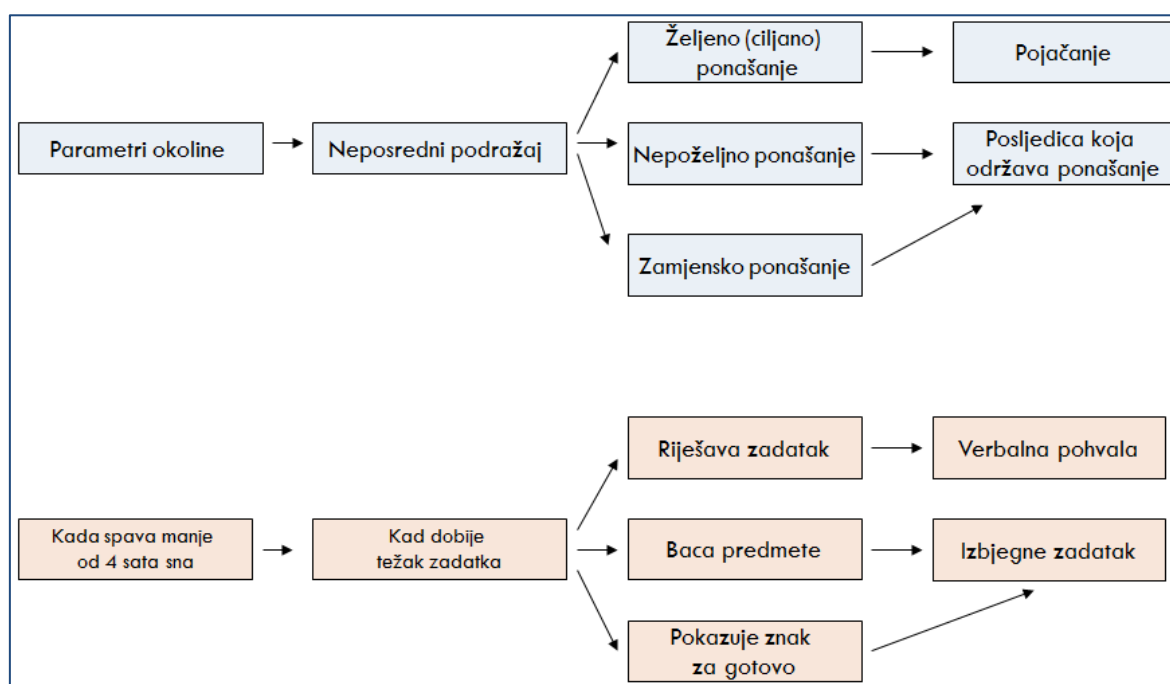 Željeno (ciljano)
ponašanje
Pojačanje
Parametri okoline
Neposredni podražaj
Nepoželjno ponašanje
Posljedica koja
održava ponašanje
Zamjensko ponašanje
Riješava zadatak
Verbalna pohvala
Kada spava manje
od 4 sata sna
Kad dobije
težak zadatka
Baca predmete
Izbjegne zadatak
Pokazuje znak
za gotovo